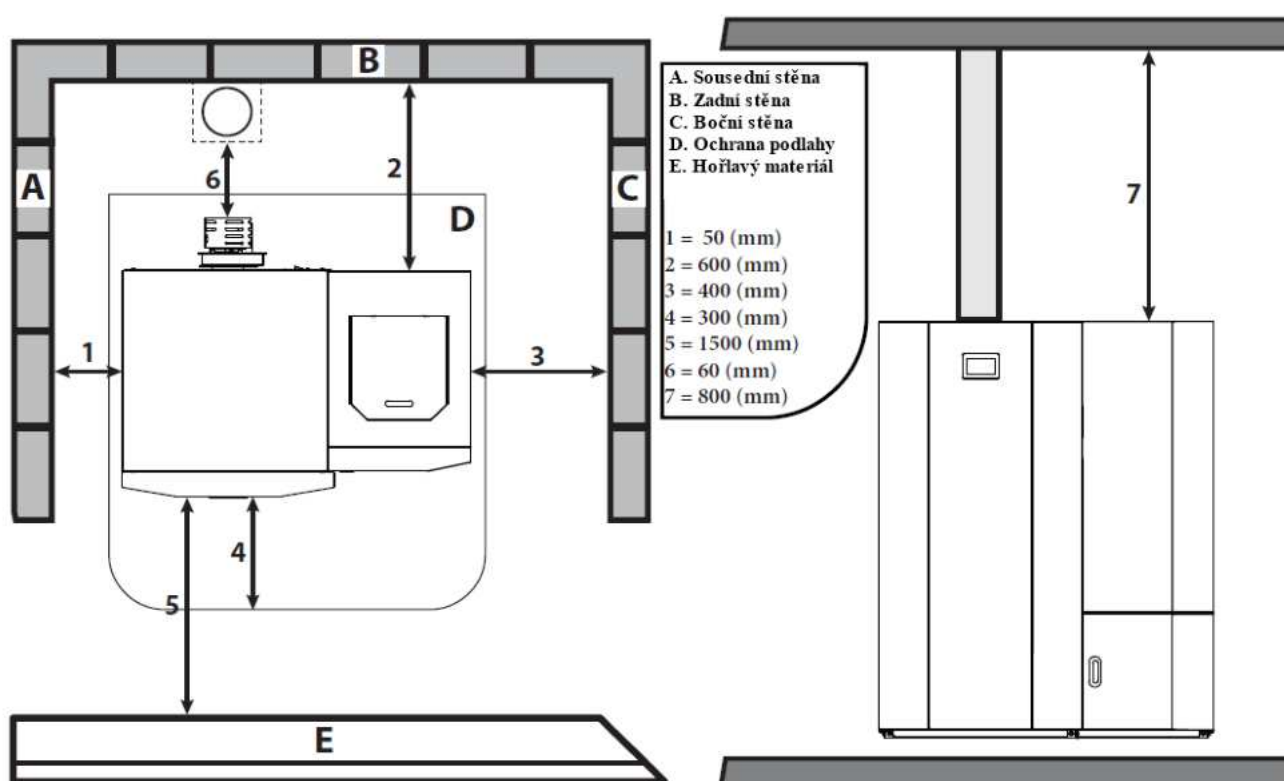 B
A. Sousední stěna
B. Zadní stěna
C. Boční stěna
D. Ochrana podlahy
E. Hořlavý materiál
A
6
2
D
C
7
1 = 50 (mm)
2 = 600 (mm)
3 = 400 (mm)
4 = 300 (mm)
5 = 1500 (mm)
6 = 60 (mm)
7 = 800 (mm)
1
3
4
5
E